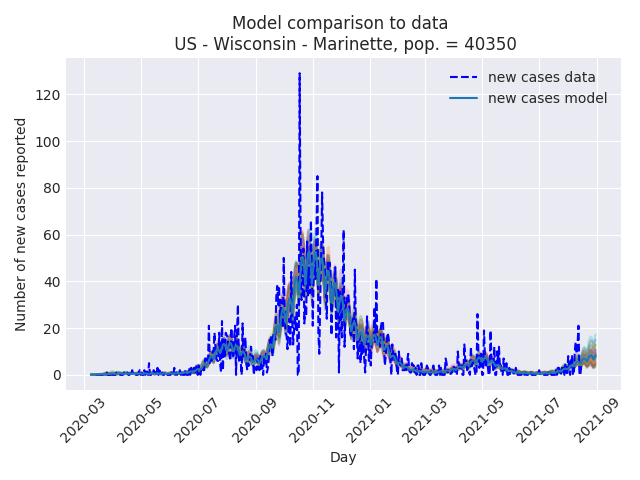 Model comparison to data
US - Wisconsin - Marinette, pop. = 40350
new cases data
new cases model
Number of new cases reported
120
100
80
60
40
20
0
2020-03
2020-05
2020-07
2020-09
2020-11
2021-01
2021-03
2021-05
2021-07
2021-09
Day